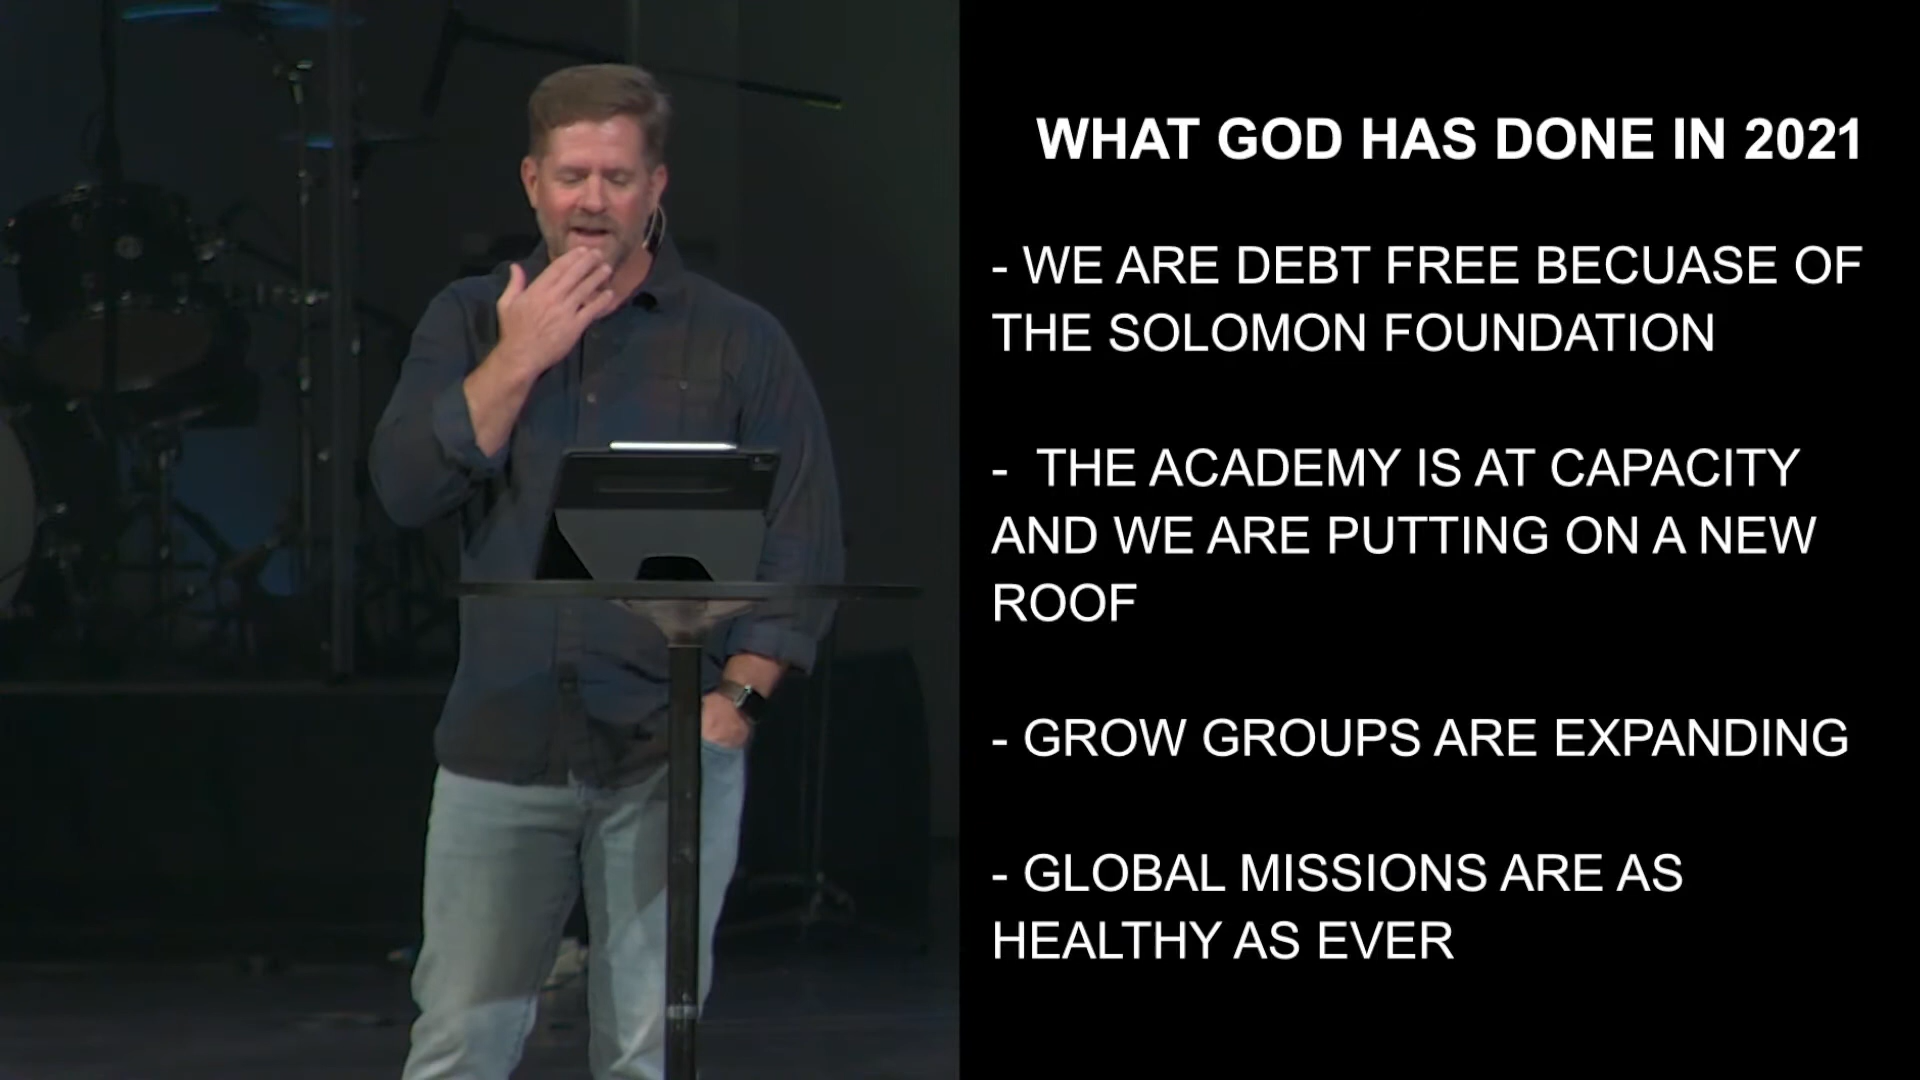 WHAT GOD HAS DONE IN 2021
- WE ARE DEBT FREE BECUASE OF
THE SOLOMON FOUNDATION
- THE ACADEMY IS AT CAPACITY
AND WE ARE PUTTING ON A NEW
ROOF
- GROW GROUPS ARE EXPANDING
- GLOBAL MISSIONS ARE AS
HEALTHY AS EVER